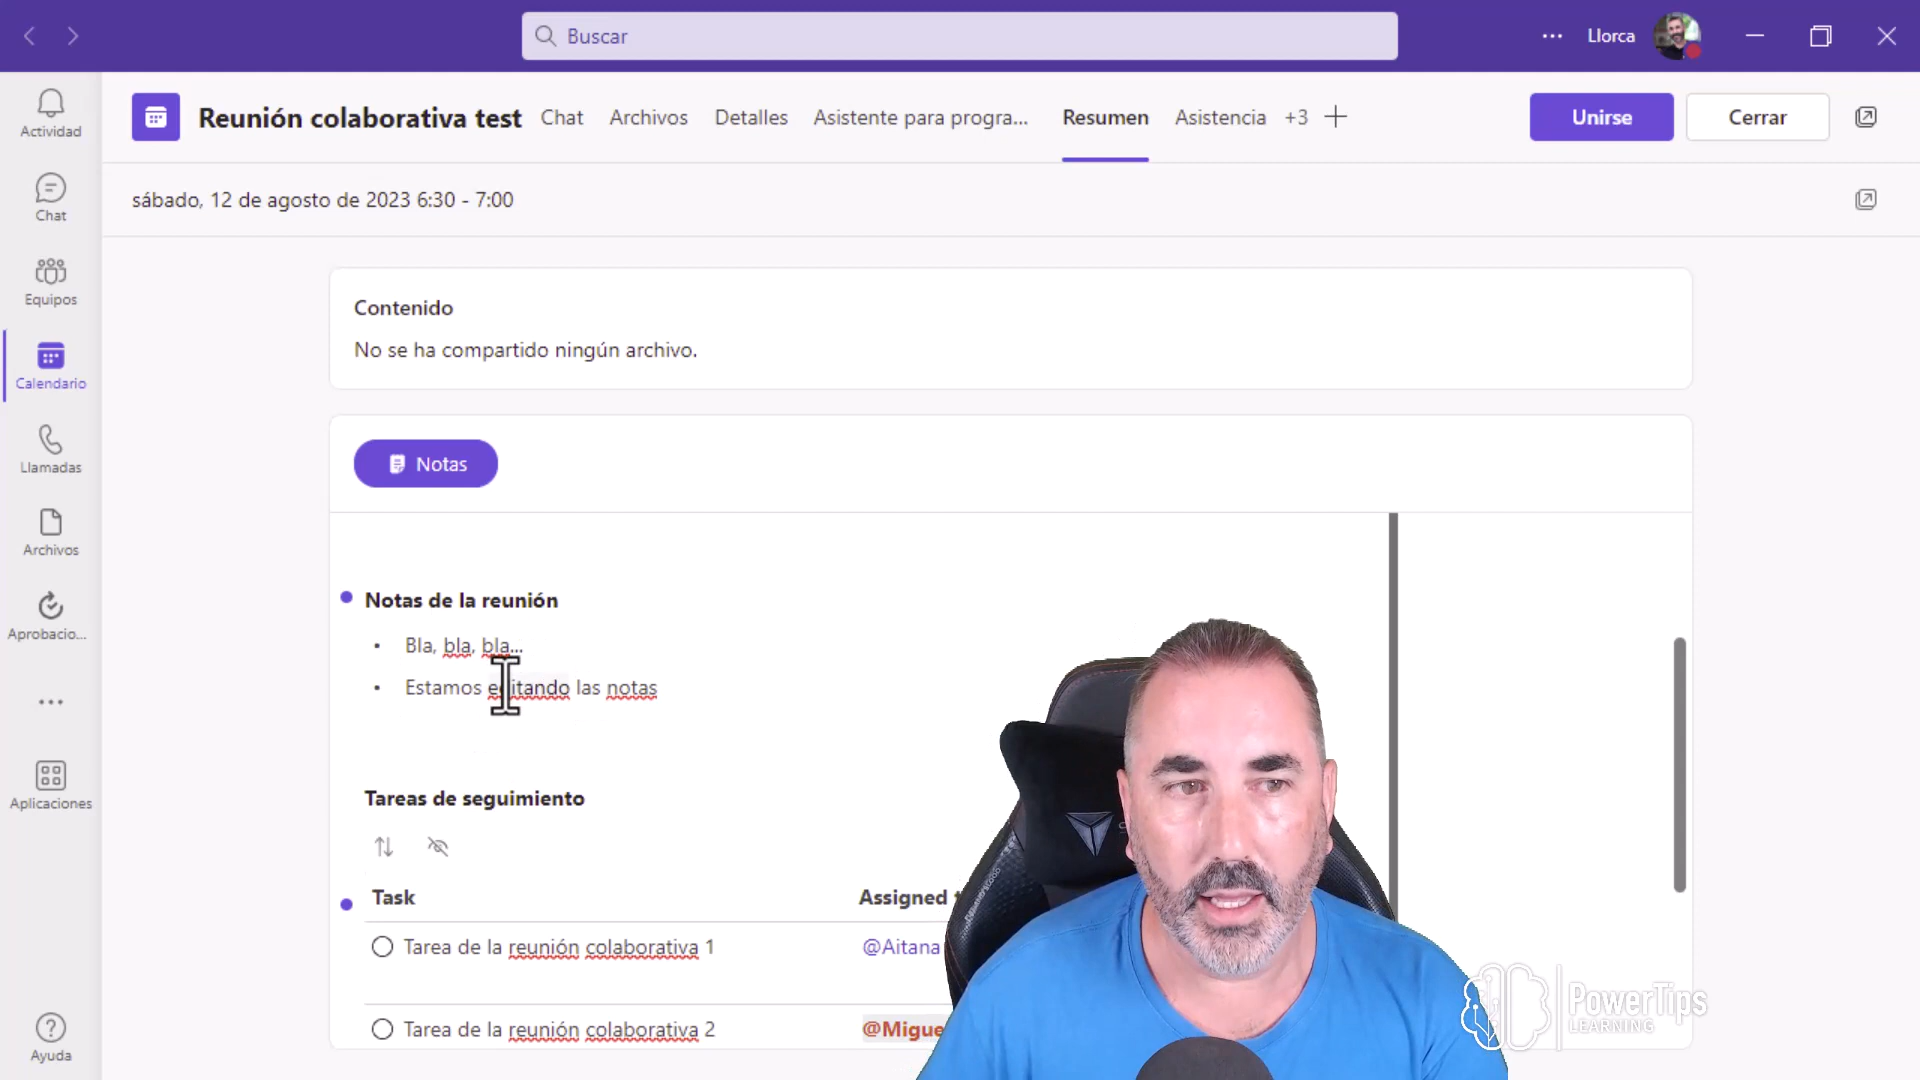 Buscar
Llorca
Actividad
Chat
Equipos
Calendario
Llamadas
Archivos
Aprobacio...
Aplicaciones
Ayuda
Reunión colaborativa test
Chat
Archivos
Detalles
Asistente para progra...
Resumen
Asistencia
+3
Unirse
Cerrar
sábado, 12 de agosto de 2023 6:30 - 7:00
Contenido
No se ha compartido ningún archivo.
Notas
Notas de la reunión
Bla, bla, bla...
Estamos editando las notas
Tareas de seguimiento
Task
Assigned
Tarea de la reunión colaborativa 1
@Aitana
Tarea de la reunión colaborativa 2
@Migue
PowerTips
LEARNING